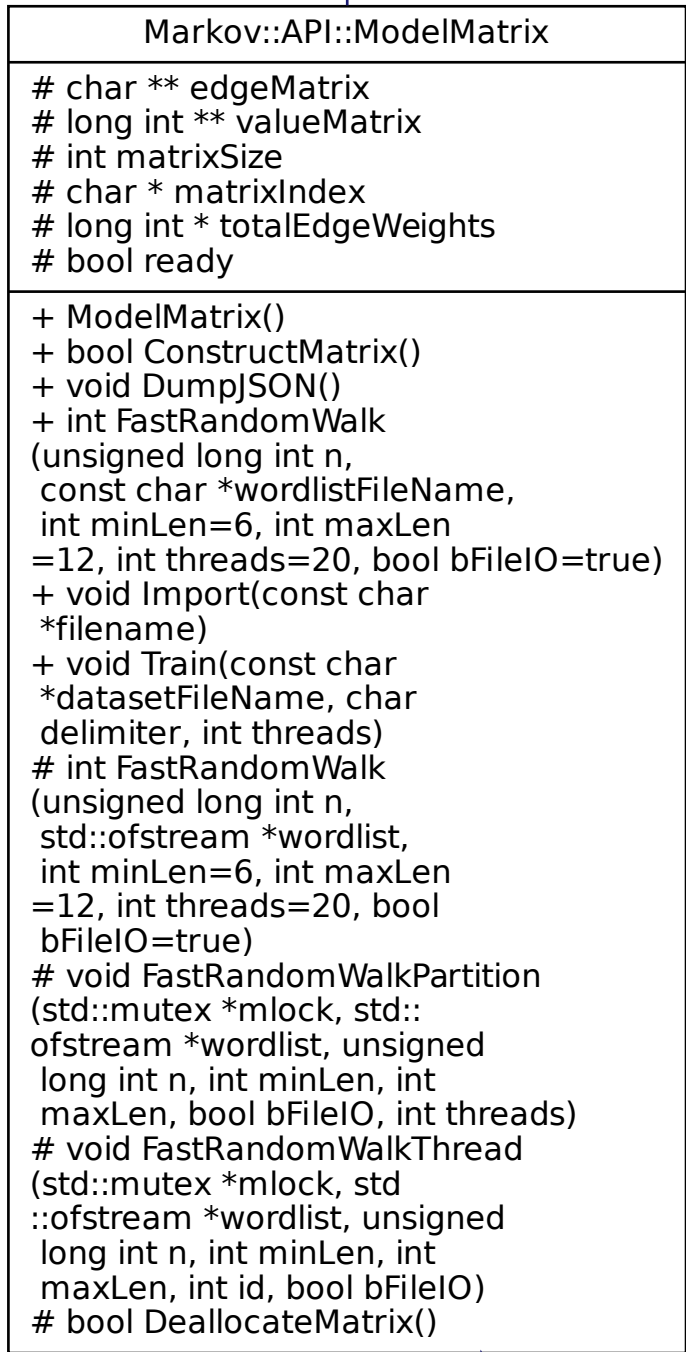 Markov::API::ModelMatrix
# char ** edgeMatrix
# long int ** valueMatrix
# int matrixSize
# char * matrixIndex
# long int * totalEdgeWeights
# bool ready
+ ModelMatrix()
+ bool ConstructMatrix()
+ void DumpJSON()
+ int FastRandomWalk
(unsigned long int n,
const char *wordlistFileName,
int minLen=6, int maxLen
=12, int threads=20, bool bFileIO=true)
+ void Import(const char
*filename)
+ void Train(const char
*datasetFileName, char
delimiter, int threads)
# int FastRandomWalk
(unsigned long int n,
std::ofstream *wordlist,
int minLen=6, int maxLen
=12, int threads=20, bool
bFileIO=true)
# void FastRandomWalkPartition
(std::mutex *mlock, std::
ofstream *wordlist, unsigned
long int n, int minLen, int
maxLen, bool bFileIO, int threads)
# void FastRandomWalkThread
(std::mutex *mlock, std
::ofstream *wordlist, unsigned
long int n, int minLen, int
maxLen, int id, bool bFileIO)
# bool DeallocateMatrix()